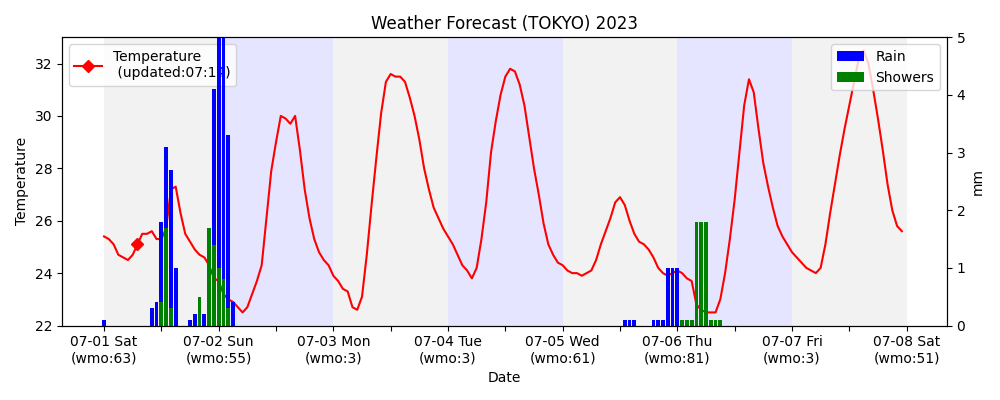 Weather Forecast (TOKYO) 2023
Temperature
(updated:07:1
Rain
Showers
Temperature
32
30
28
26
24
22
5
4
3
2
1
0
mm
07-01 Sat
(wmo:63)
07-02 Sun
(wmo:55)
07-03 Mon
(wmo:3)
07-04 Tue
(wmo:3)
07-05 Wed
(wmo:61)
07-06 Thu
(wmo:81)
07-07 Fri
(wmo:3)
07-08 Sat
(wmo:51)
Date